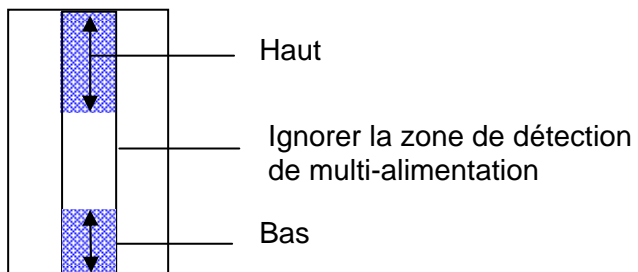 Haut
Ignorer la zone de détection
de multi-alimentation
Bas